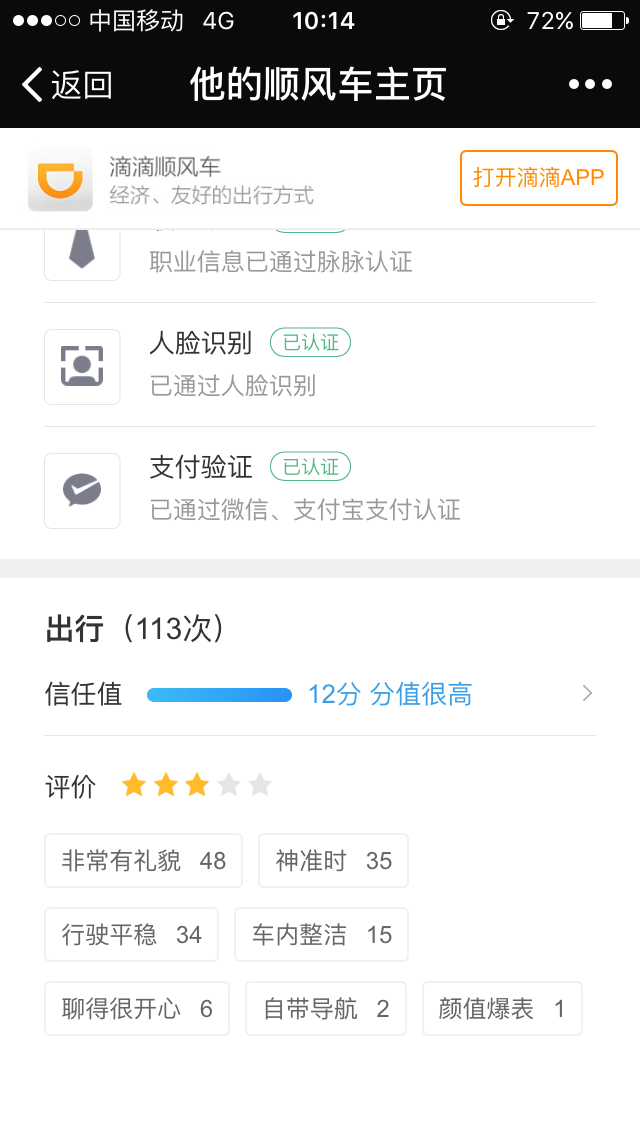 中国移动 4G 10:14 72%
返回 他的顺风车主页
滴滴顺风车
经济、友好的出行方式
打开滴滴APP
职业信息已通过脉脉认证
人脸识别 已认证
已通过人脸识别
支付验证 已认证
已通过微信、支付宝支付认证
出行（113次）
信任值 12分 分值很高
评价
非常有礼貌 48 神准时 35
行驶平稳 34 车内整洁 15
聊得很开心 6 自带导航 2 颜值爆表 1